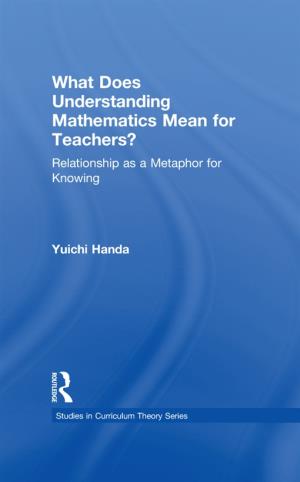 What Does
Understanding
Mathematics Mean for
Teachers?
Relationship as a Metaphor for
Knowing
Yuichi Handa
ROUTLEDGE
Studies in Curriculum Theory Series